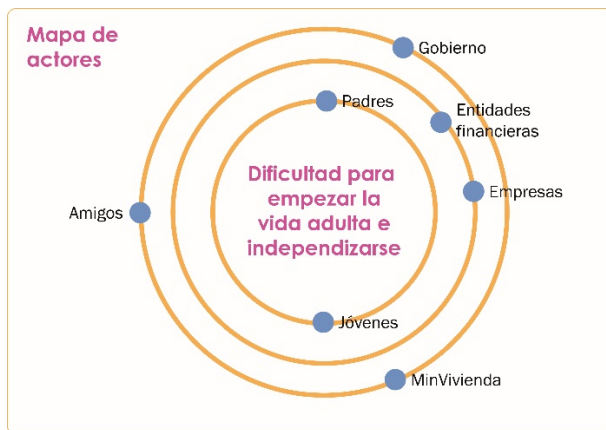 Mapa de
actores
Gobierno
Padres
Entidades
financieras
Dificultad para
empezar la
vida adulta e
independizarse
Empresas
Amigos
Jóvenes
MinVivienda